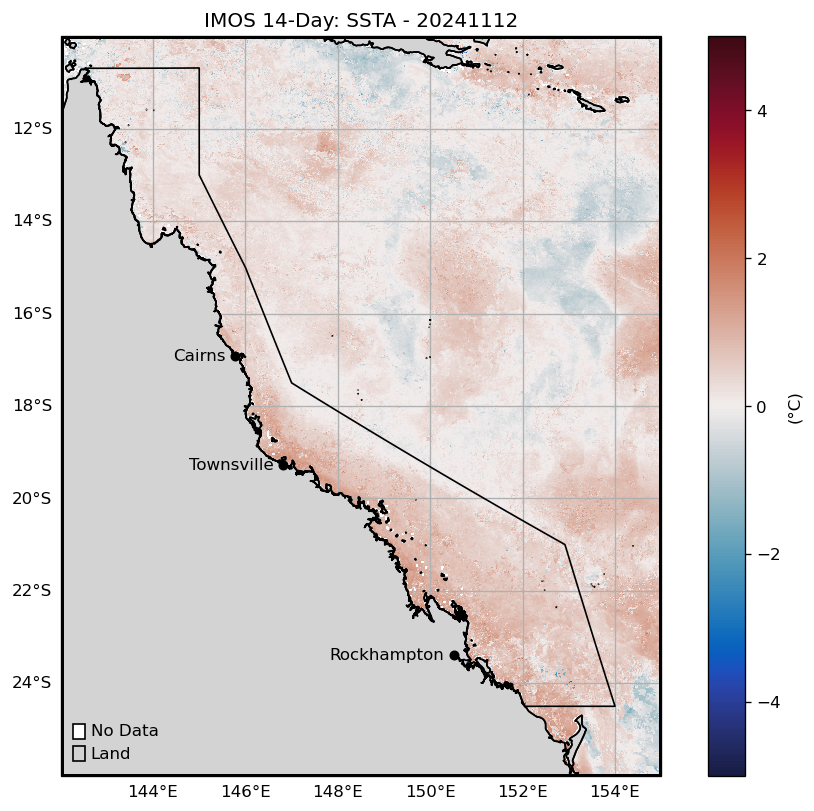 IMOS 14-Day: SSTA - 20241112
12°S
14°S
16°S
18°S
20°S
22°S
24°S
Cairns
Townsville
Rockhampton
No Data
Land
144°E 146°E 148°E 150°E 152°E 154°E
4
2
0
−2
−4
(°C)